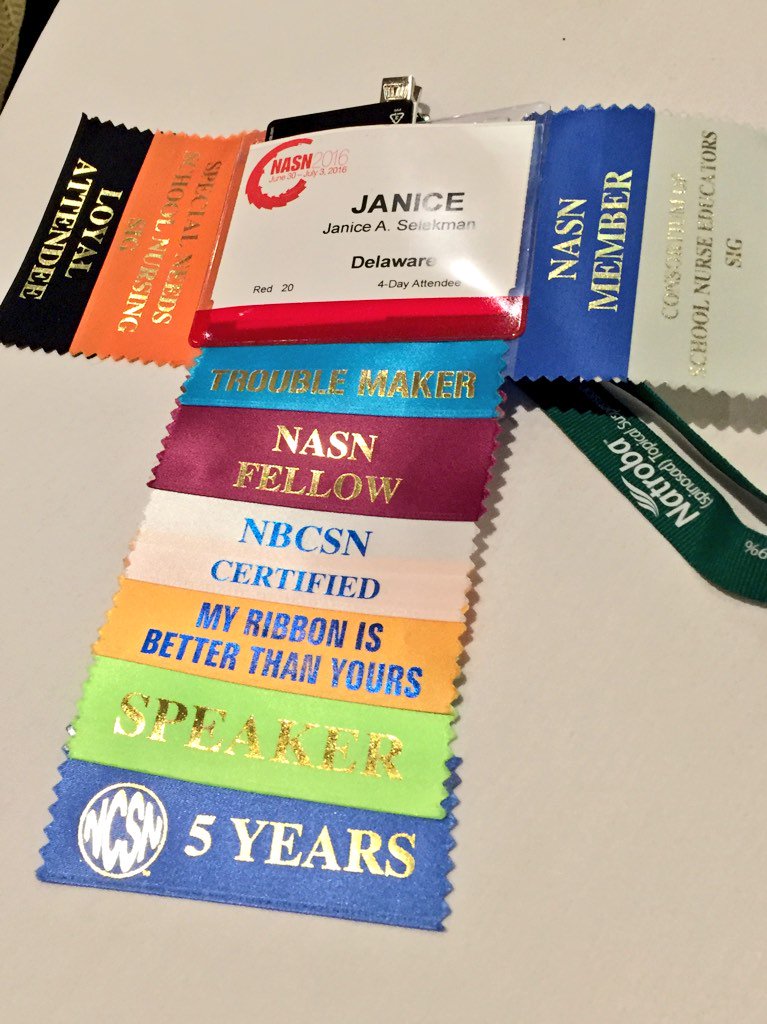 LOYAL
ATTENDEE
SPECIAL NEEDS
SCHOOL NURSING
SIG
NASN2016
June 30 – July 3, 2016
JANICE
Janice A. Selekman
Delaware
Red 20
4-Day Attendee
NASN
MEMBER
CONSORTIUM OF
SCHOOL NURSE EDUCATORS
SIG
TROUBLE MAKER
NASN
FELLOW
NBCSN
CERTIFIED
MY RIBBON IS
BETTER THAN YOURS
SPEAKER
NCSN
5 YEARS
Natroba™
(spinosad) Topical